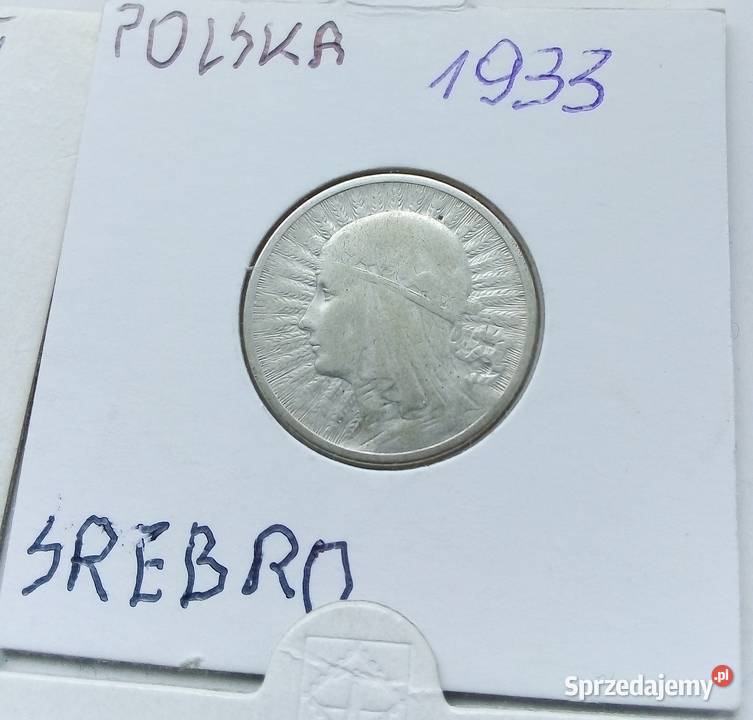 POLSKA
1933
SREBRO
Sprzedajemy.pl